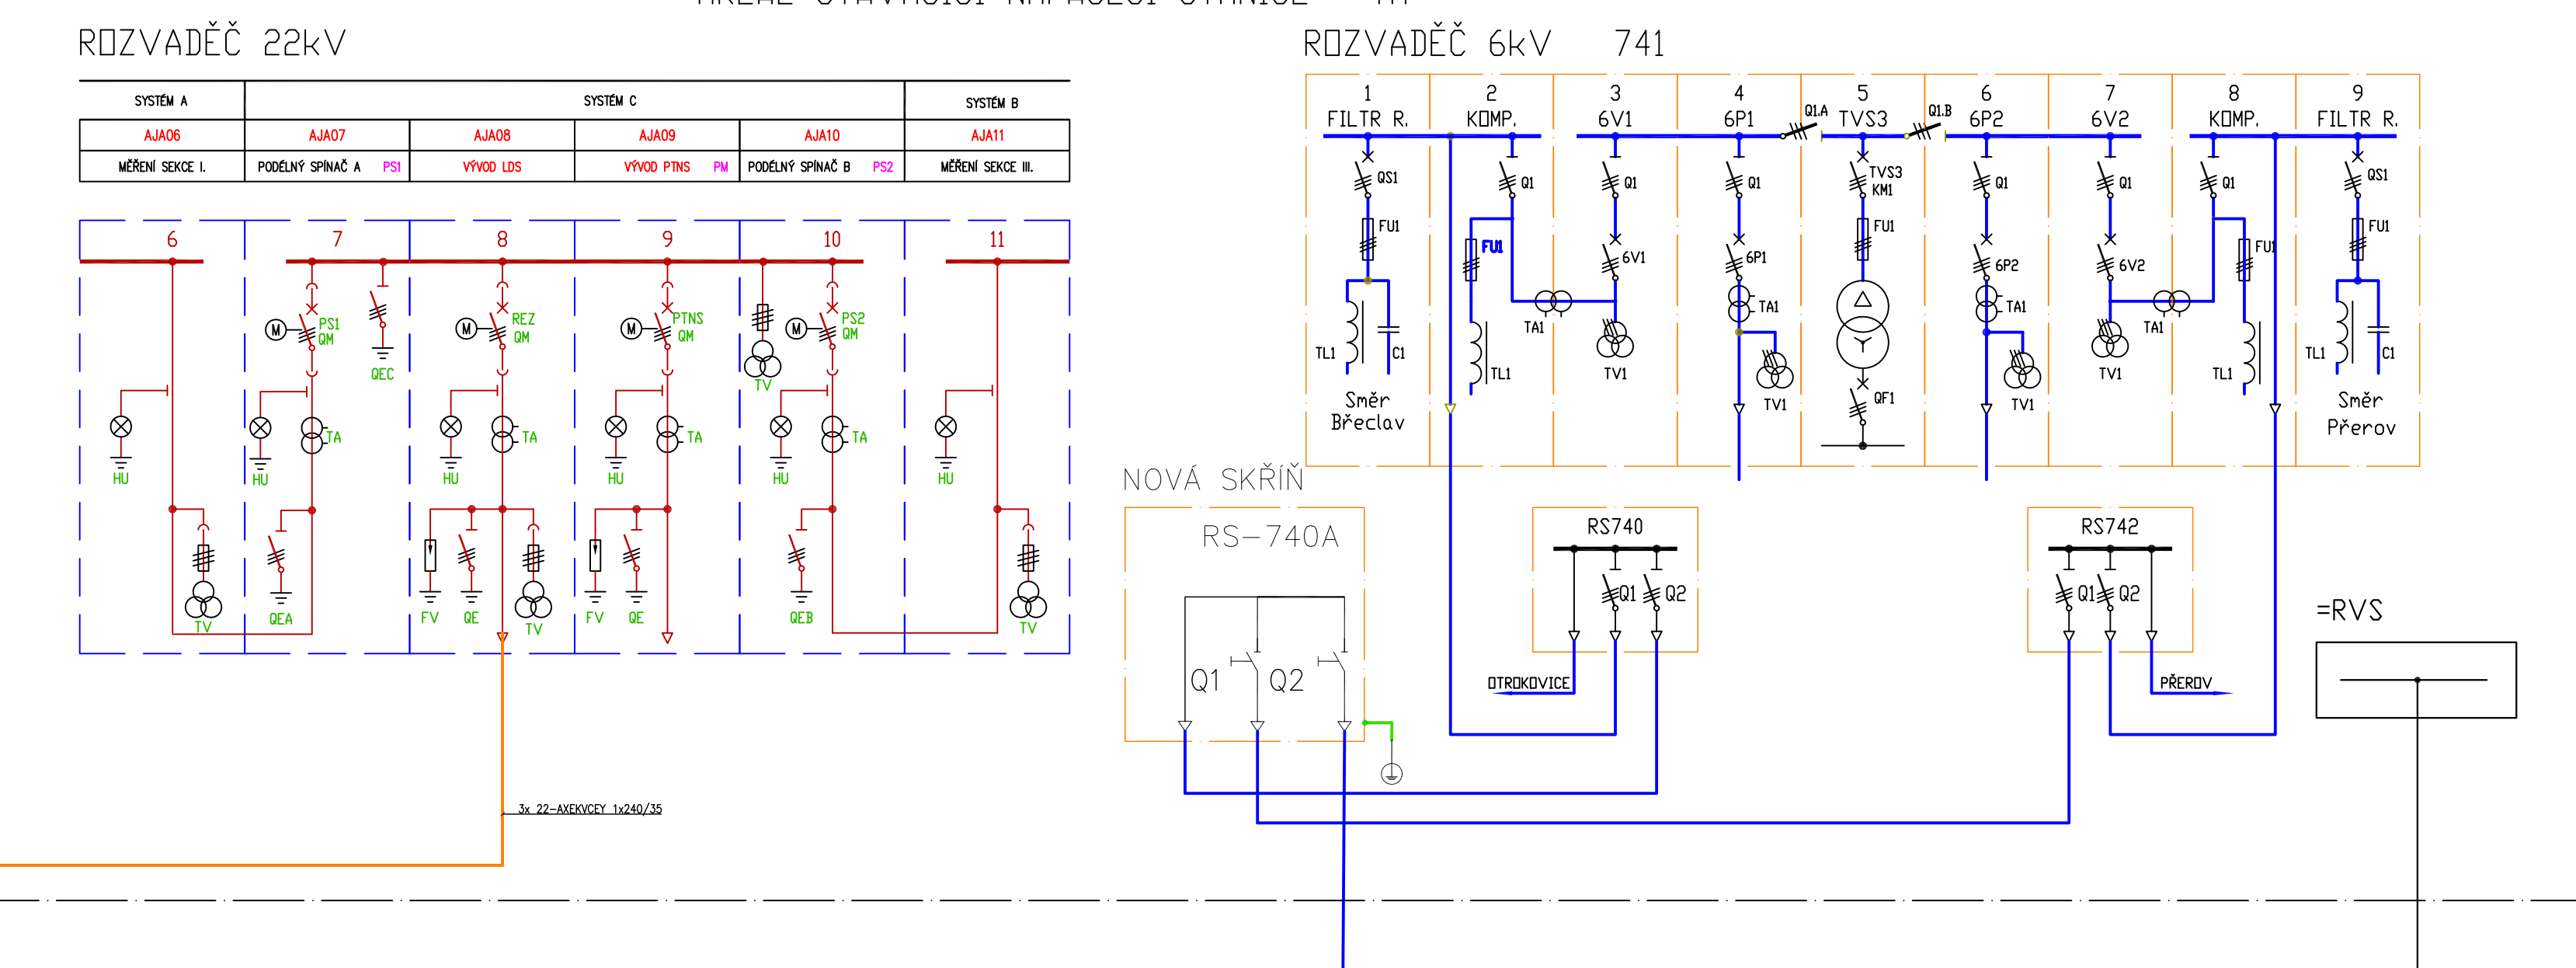 ROZVADĚČ 22kV
SYSTÉM A
SYSTÉM C
SYSTÉM B
AJA06
AJA07
AJA08
AJA09
AJA10
AJA11
MĚŘENÍ SEKCE I.
PODÉLNÝ SPÍNAČ A PS1
VÝVOD LDS
VÝVOD PTNS PM
PODÉLNÝ SPÍNAČ B PS2
MĚŘENÍ SEKCE III.
6
7
8
9
10
11
M
PS1
QM
QEC
M
REZ
QM
M
PTNS
QM
TV
M
PS2
QM
HU
HU
TA
HU
TA
HU
TA
HU
TA
HU
TV
QEA
FV
QE
TV
FV
QE
QEB
TV
3x 22-AXEKVCEY 1x240/35
ROZVADĚČ 6kV 741
1
2
3
4
5
6
7
8
9
FILTR R.
KOMP.
6V1
6P1
Q1.A
TVS3
Q1.B
6P2
6V2
KOMP.
FILTR R.
QS1
Q1
Q1
Q1
TVS3
KM1
Q1
Q1
Q1
QS1
FU1
FU1
6V1
6P1
FU1
6P2
6V2
FU1
FU1
TA1
TA1
TA1
TA1
TL1
C1
TL1
TV1
TV1
QF1
TV1
TV1
TL1
TL1
C1
Směr
Břeclav
Směr
Přerov
NOVÁ SKŘÍŇ
RS-740A
Q1
Q2
RS740
Q1
Q2
OTROKOVICE
RS742
Q1
Q2
PŘEROV
=RVS